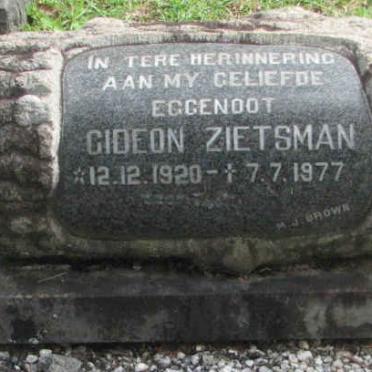 IN TERE HERINNERING
AAN MY GELIEFDE
EGGENOOT
GIDEON ZIETSMAN
*12.12.1920 - † 7.7.1977
M.J. BROWN